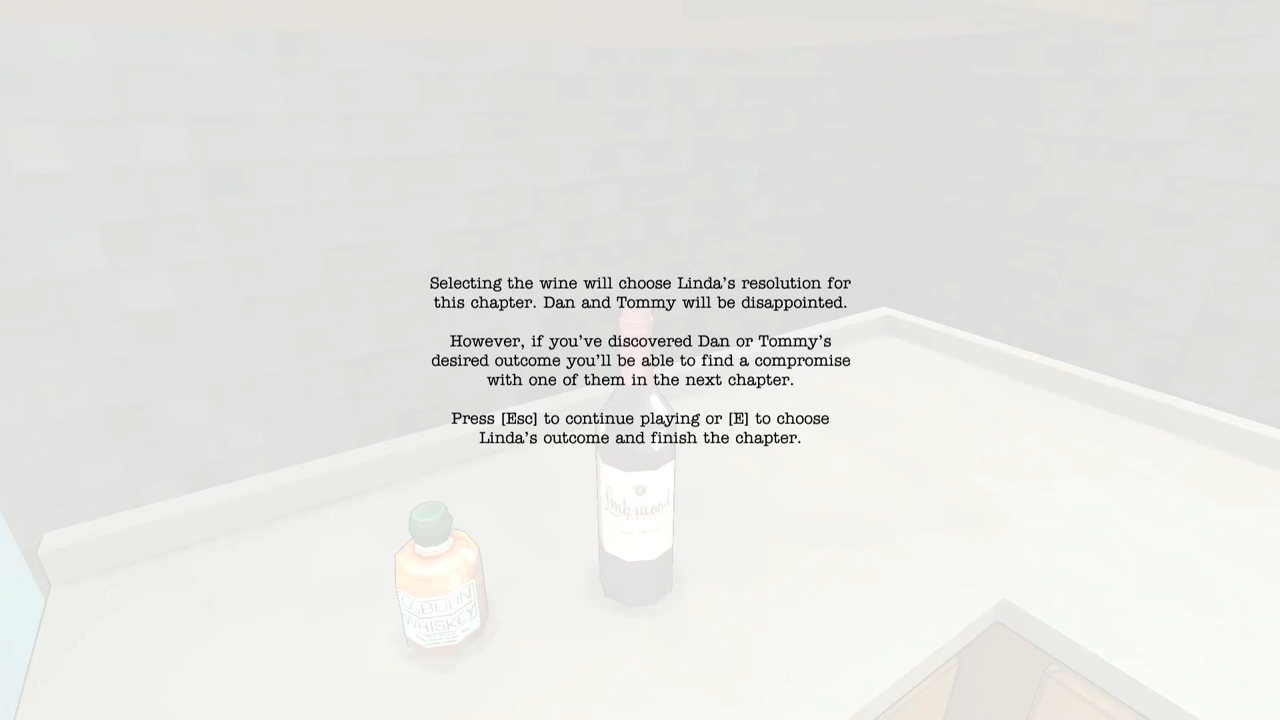 Selecting the wine will choose Linda's resolution for
this chapter. Dan and Tommy will be disappointed.
However, if you've discovered Dan or Tommy's
desired outcome you'll be able to find a compromise
with one of them in the next chapter.
Press [Esc] to continue playing or [E] to choose
Linda's outcome and finish the chapter.
WHISKEY